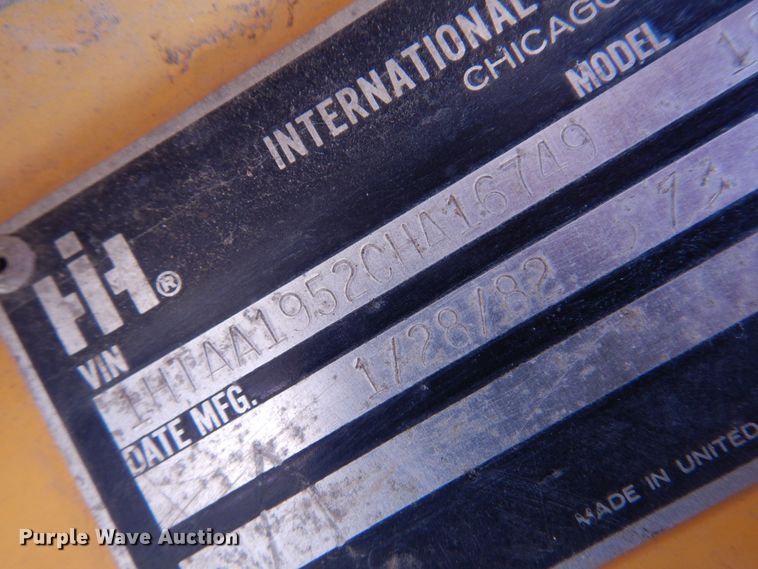 INTERNATIONAL
CHICAGO
MODEL
IH®
VIN 1HTAA1952CHA16749
DATE MFG. 1/28/82
MADE IN UNITED
Purple Wave Auction